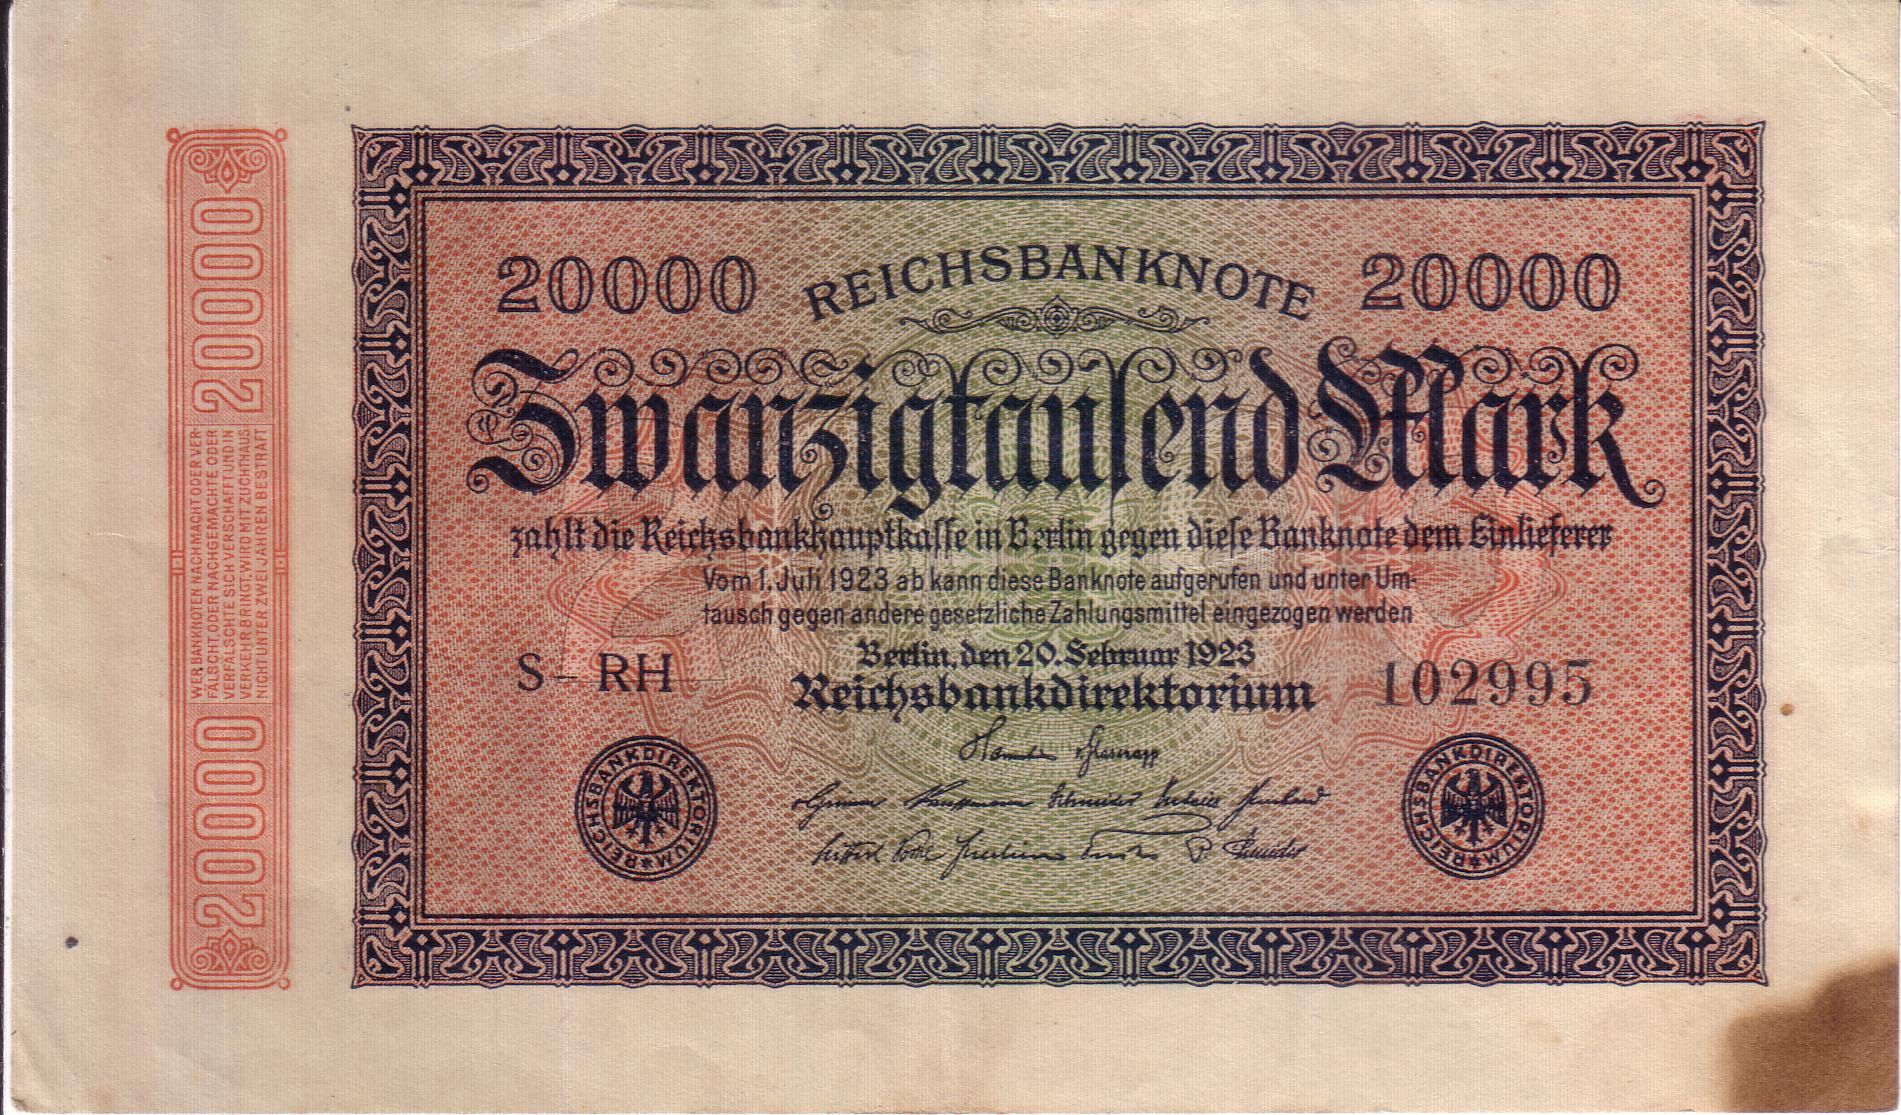 20000
WER BANKNOTEN NACHMACHT ODER VER-
FÄLSCHT, ODER NACHGEMACHTE ODER
VERFÄLSCHTE SICH VERSCHAFFT UND IN
VERKEHR BRINGT, WIRD MIT ZUCHTHAUS
NICHT UNTER ZWEI JAHREN BESTRAFT
20000
20000 REICHSBANKNOTE 20000
Zwanzigtausend Mark
zahlt die Reichsbankhauptkasse in Berlin gegen diese Banknote dem Einlieferer
Vom 1. Juli 1923 ab kann diese Banknote aufgerufen und unter Um-
tausch gegen andere gesetzliche Zahlungsmittel eingezogen werden
Berlin, den 20. Februar 1923
S - RH Reichsbankdirektorium 102995
REICHSBANKDIREKTORIUM
REICHSBANKDIREKTORIUM